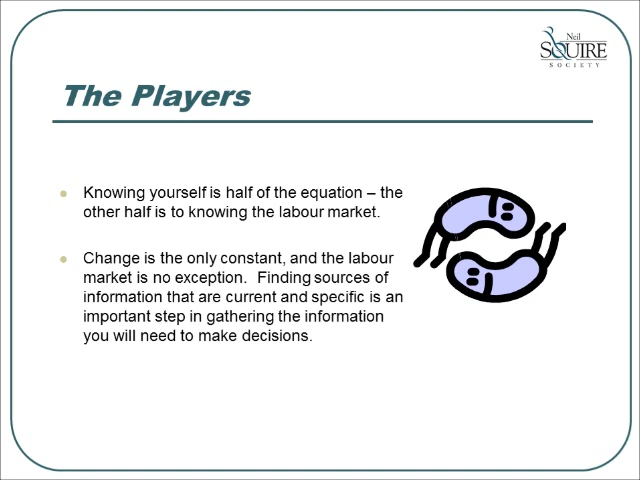 Neil
SQUIRE
SOCIETY
The Players
Knowing yourself is half of the equation – the
other half is to knowing the labour market.
Change is the only constant, and the labour
market is no exception.  Finding sources of
information that are current and specific is an
important step in gathering the information
you will need to make decisions.